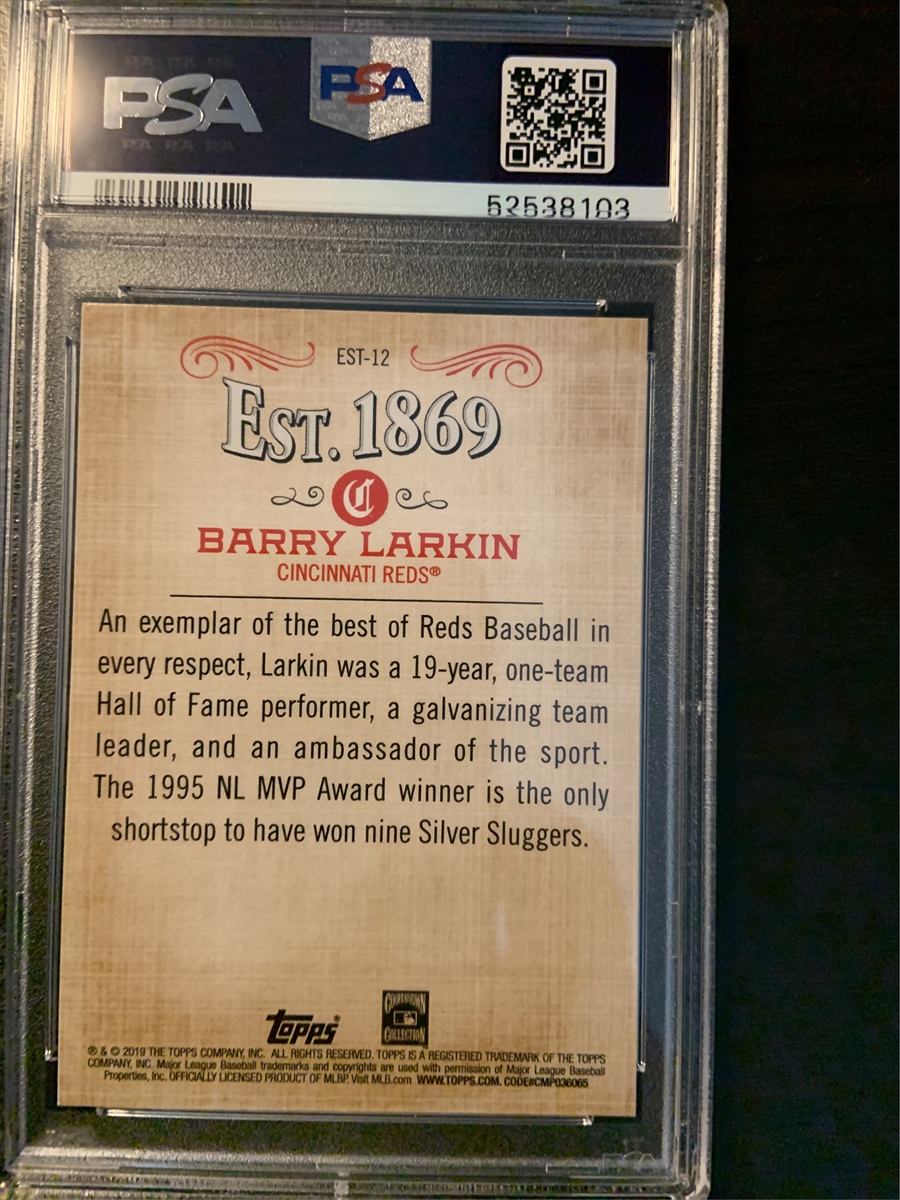 PSA
PSA
52538103
EST-12
EST. 1869
C
BARRY LARKIN
CINCINNATI REDS®
An exemplar of the best of Reds Baseball in
every respect, Larkin was a 19-year, one-team
Hall of Fame performer, a galvanizing team
leader, and an ambassador of the sport.
The 1995 NL MVP Award winner is the only
shortstop to have won nine Silver Sluggers.
topps®
COOPERSTOWN
COLLECTION
® & © 2019 THE TOPPS COMPANY, INC. ALL RIGHTS RESERVED. TOPPS IS A REGISTERED TRADEMARK OF THE TOPPS
COMPANY, INC. Major League Baseball trademarks and copyrights are used with permission of Major League Baseball
Properties, Inc. OFFICIALLY LICENSED PRODUCT OF MLBP. Visit MLB.com WWW.TOPPS.COM. CODE#CMP036065
PSA